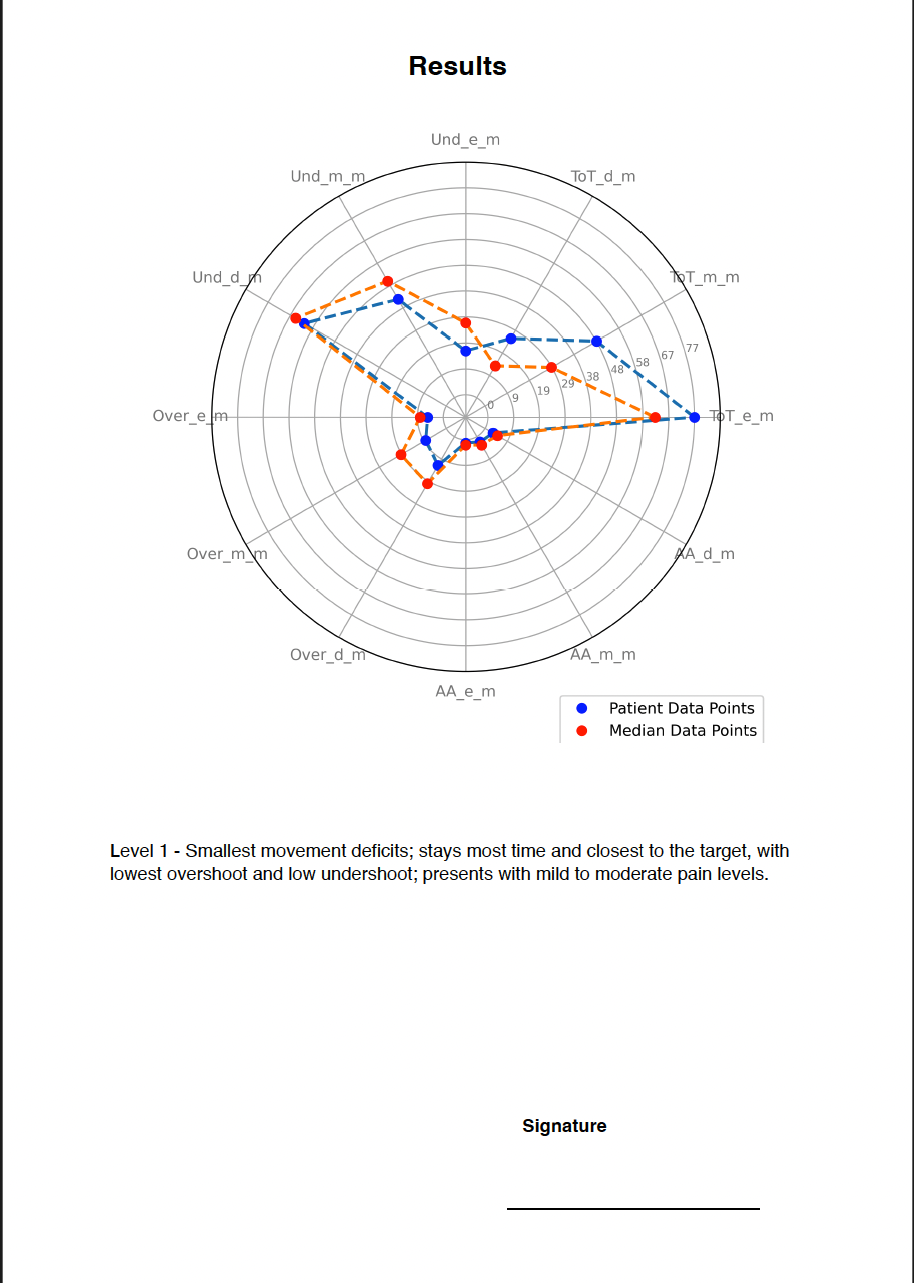 Results
Und_e_m
Und_m_m
ToT_d_m
Und_d_m
ToT_m_m
77
67
58
48
38
29
19
9
0
Over_e_m
ToT_e_m
Over_m_m
AA_d_m
Over_d_m
AA_m_m
AA_e_m
Patient Data Points
Median Data Points
Level 1 - Smallest movement deficits; stays most time and closest to the target, with
lowest overshoot and low undershoot; presents with mild to moderate pain levels.
Signature